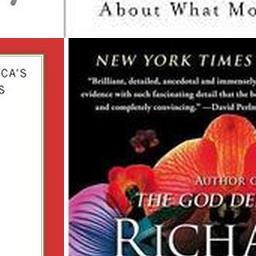 About What Mo
CA'S
S
NEW YORK TIMES
"Brilliant, detailed, anecdotal and immensely
evidence with such fascinating detail that the b
and completely convincing." —David Perlm
AUTHOR O
THE GOD DE
RICHA